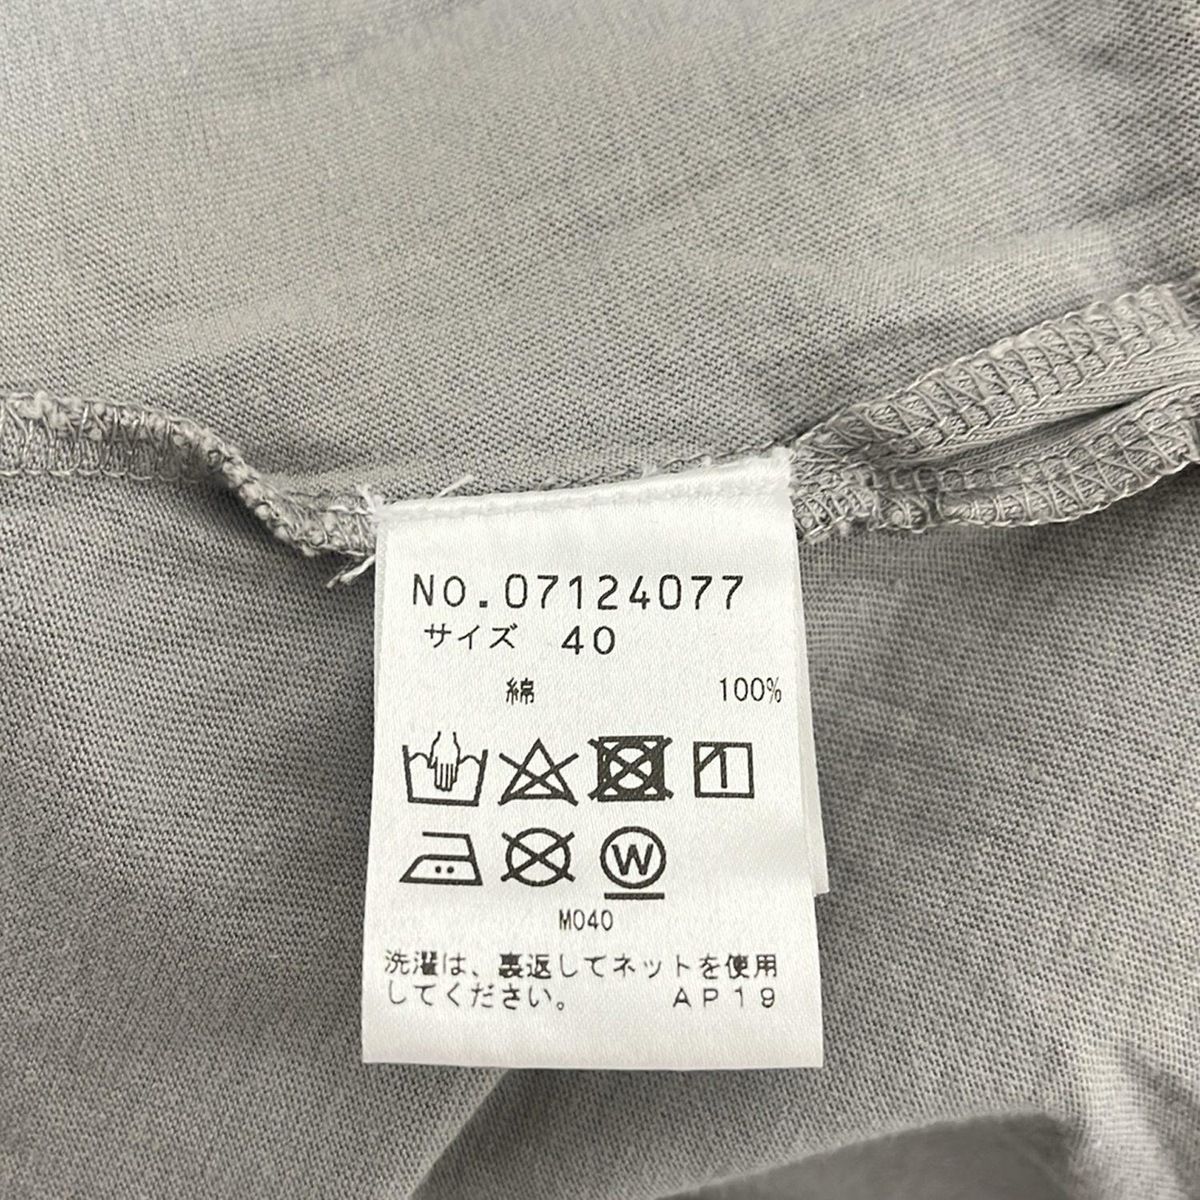 NO.07124077
サイズ 40
綿 100%
W
M040
洗濯は、裏返してネットを使用
してください。 AP19